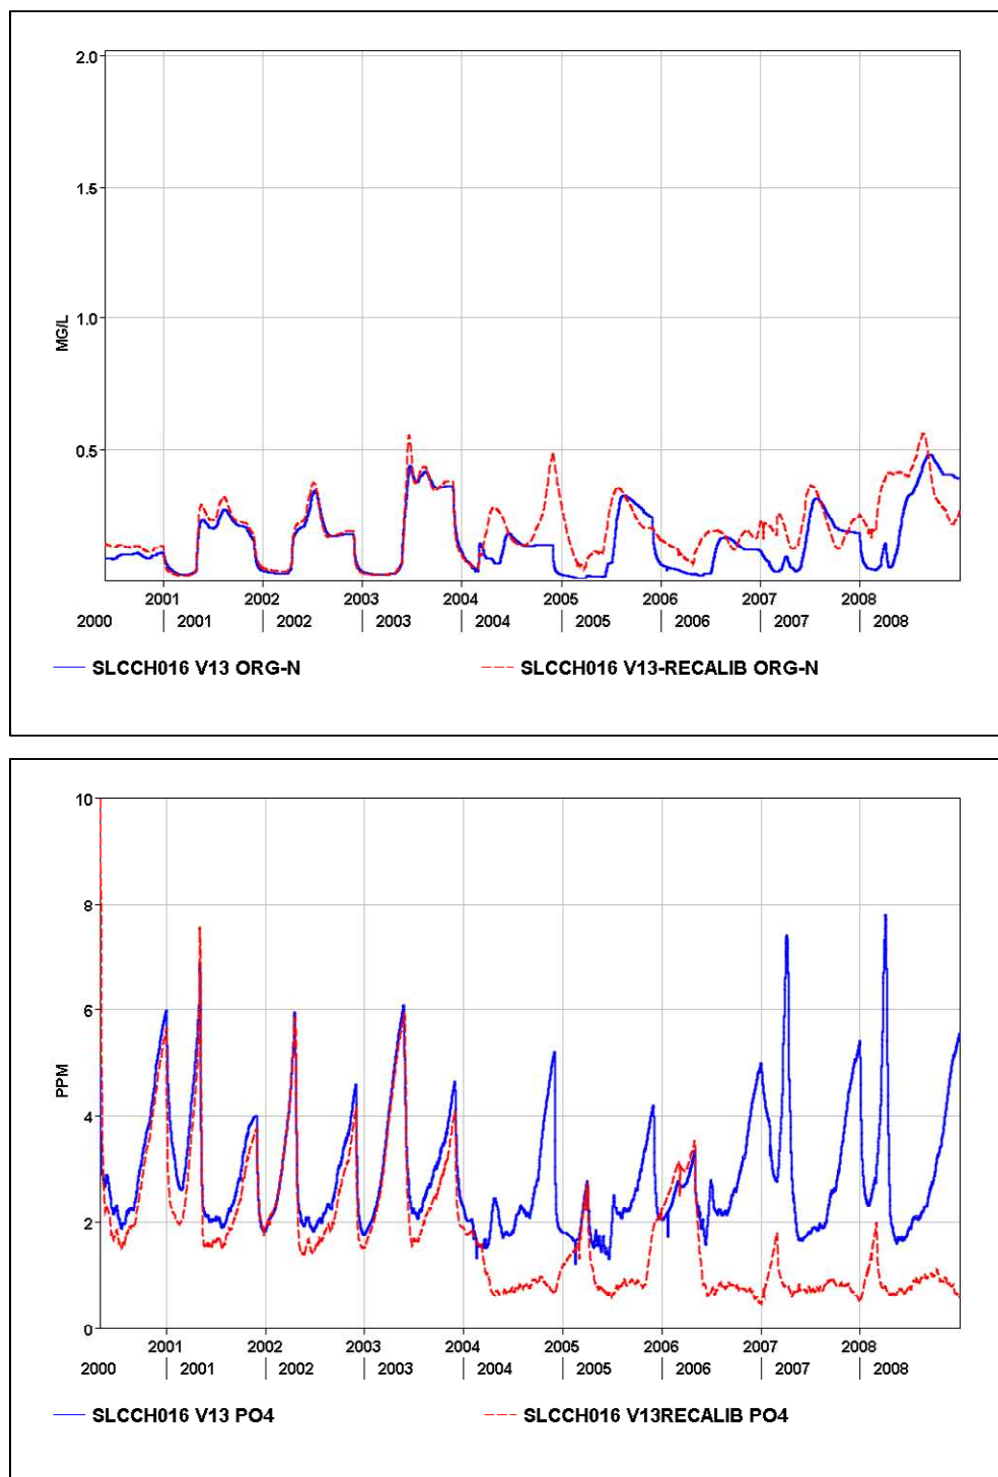 2.0
1.5
1.0
0.5
MG/L
2001 2002 2003 2004 2005 2006 2007 2008
2000 | 2001 | 2002 | 2003 | 2004 | 2005 | 2006 | 2007 | 2008
SLCCH016 V13 ORG-N SLCCH016 V13-RECALIB ORG-N
10
8
6
4
2
0
PPM
2001 2002 2003 2004 2005 2006 2007 2008
2000 | 2001 | 2002 | 2003 | 2004 | 2005 | 2006 | 2007 | 2008
SLCCH016 V13 PO4 SLCCH016 V13RECALIB PO4